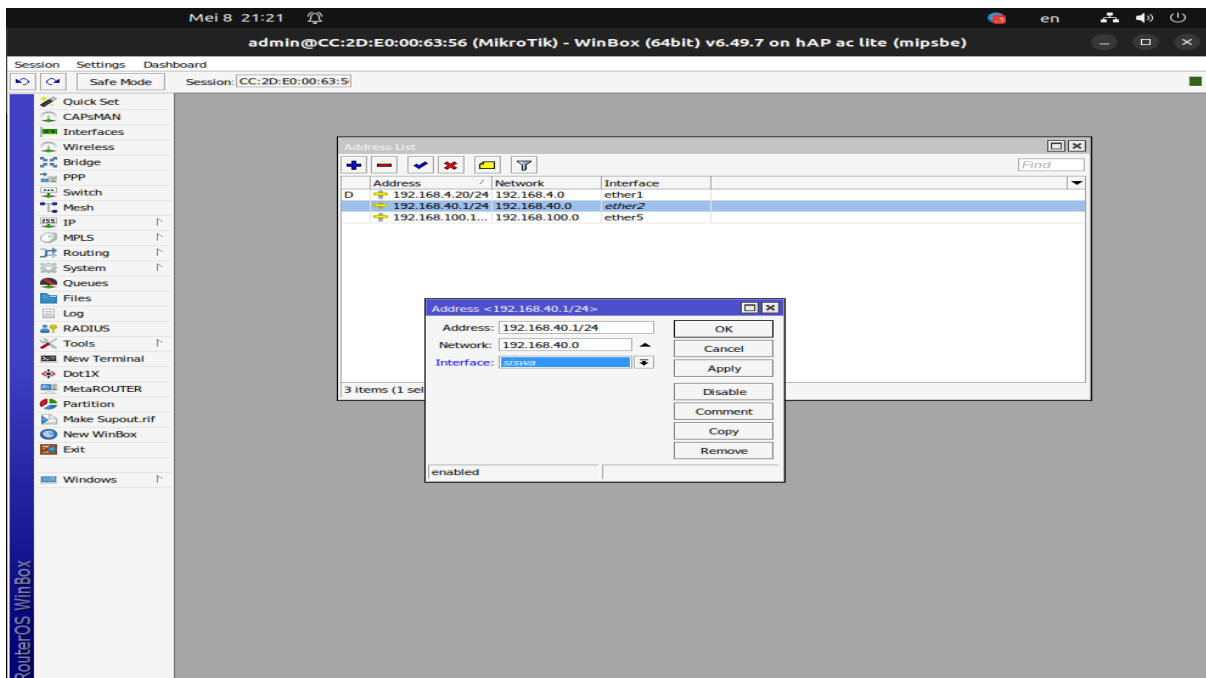 Mei 8 21:21 en
admin@CC:2D:E0:00:63:56 (MikroTik) - WinBox (64bit) v6.49.7 on hAP ac lite (mipsbe)
Session Settings Dashboard
Safe Mode Session: CC:2D:E0:00:63:5
Quick Set
CAPsMAN
Interfaces
Wireless
Bridge
PPP
Switch
Mesh
IP
MPLS
Routing
System
Queues
Files
Log
RADIUS
Tools
New Terminal
Dot1X
MetaROUTER
Partition
Make Supout.rif
New WinBox
Exit
Windows
RouterOS WinBox
Address List
Find
Address Network Interface
D 192.168.4.20/24 192.168.4.0 ether1
192.168.40.1/24 192.168.40.0 ether2
192.168.100.1... 192.168.100.0 ether5
3 items (1 sel
Address <192.168.40.1/24>
Address: 192.168.40.1/24
Network: 192.168.40.0
Interface: siswa
OK
Cancel
Apply
Disable
Comment
Copy
Remove
enabled